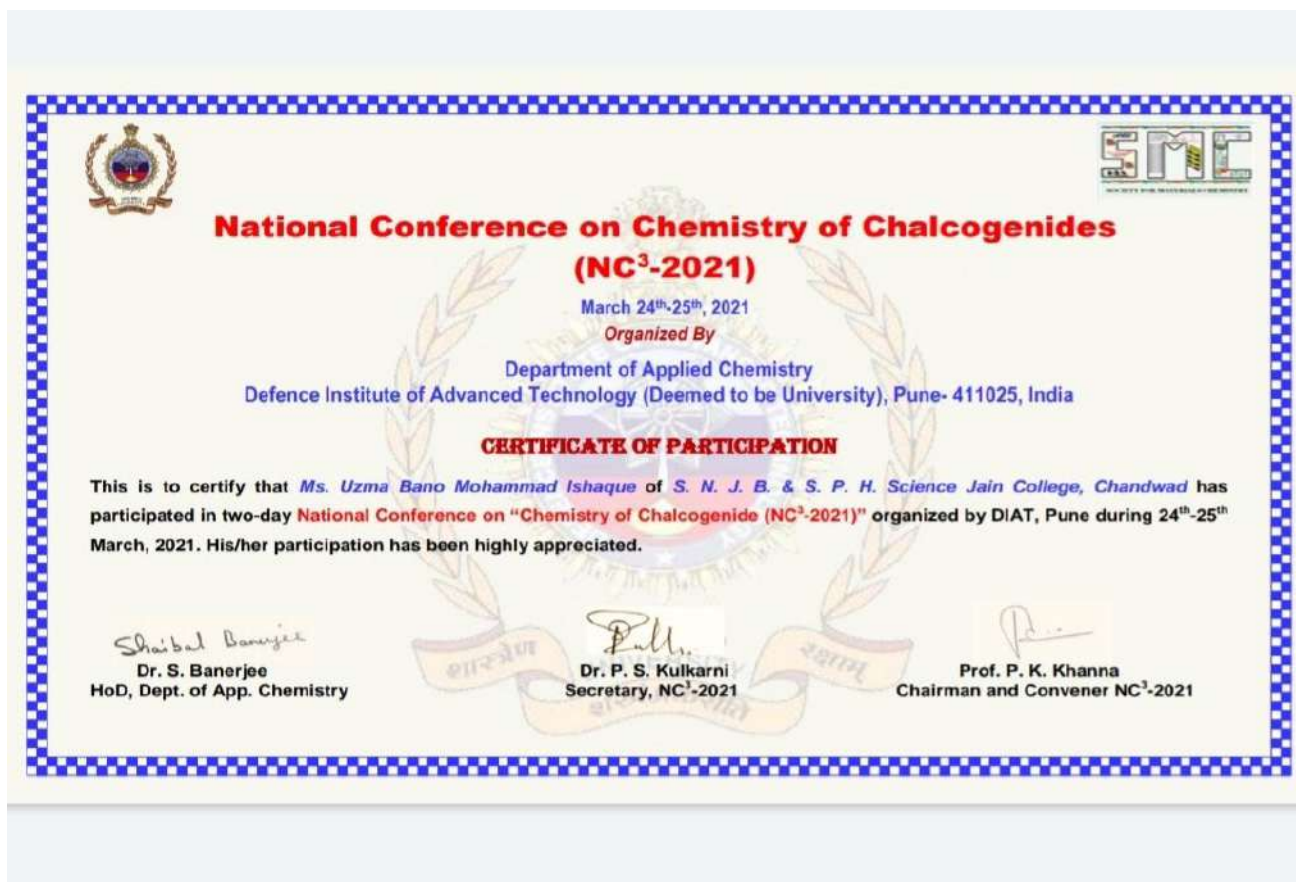 SMC
SOCIETY FOR MATERIALS CHEMISTRY
National Conference on Chemistry of Chalcogenides
(NC³-2021)
March 24th-25th, 2021
Organized By
Department of Applied Chemistry
Defence Institute of Advanced Technology (Deemed to be University), Pune- 411025, India
CERTIFICATE OF PARTICIPATION
This is to certify that Ms. Uzma Bano Mohammad Ishaque of S. N. J. B. & S. P. H. Science Jain College, Chandwad has
participated in two-day National Conference on “Chemistry of Chalcogenide (NC³-2021)” organized by DIAT, Pune during 24th-25th
March, 2021. His/her participation has been highly appreciated.
Shaibal Banerjee
Dr. S. Banerjee
HoD, Dept. of App. Chemistry
Dr. P. S. Kulkarni
Secretary, NC³-2021
Prof. P. K. Khanna
Chairman and Convener NC³-2021